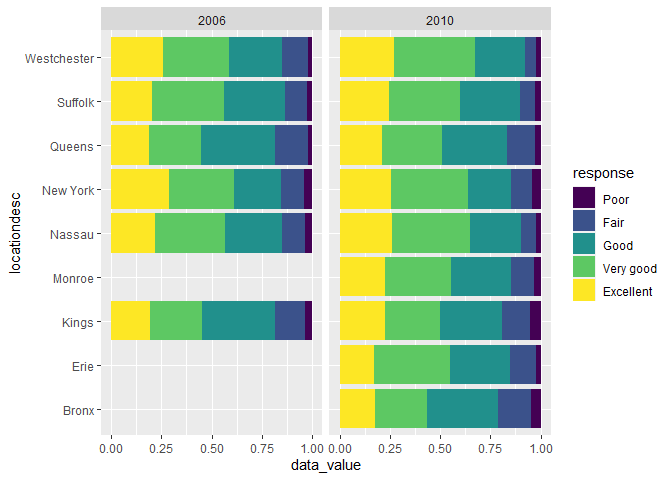 2006
2010
Westchester
Suffolk
Queens
New York
Nassau
Monroe
Kings
Erie
Bronx
locationdesc
0.00 0.25 0.50 0.75 1.00
0.00 0.25 0.50 0.75 1.00
data_value
response
Poor
Fair
Good
Very good
Excellent